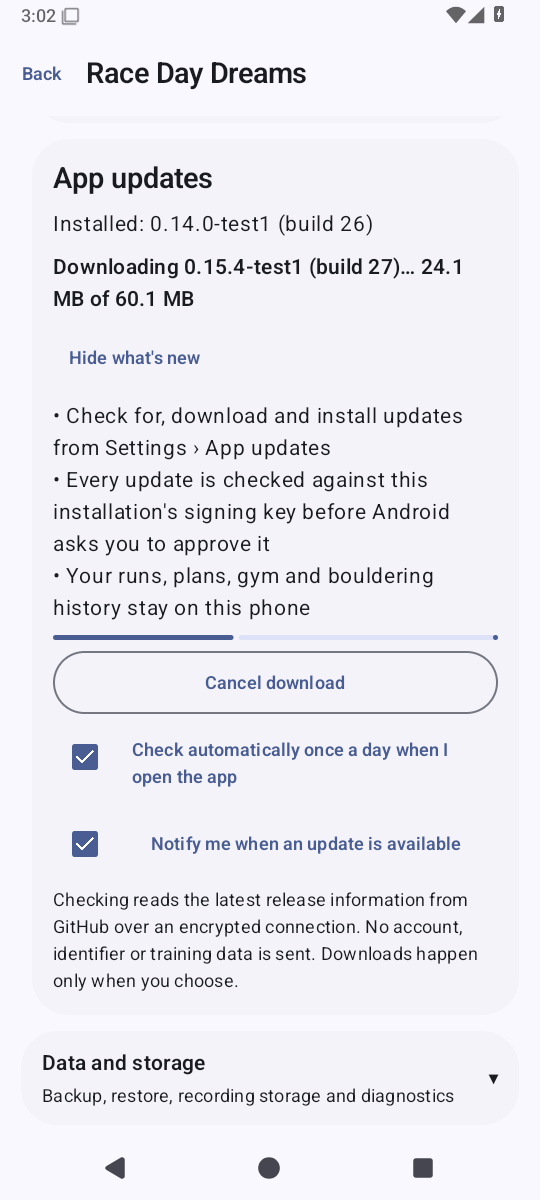 3:02
Back
Race Day Dreams
App updates
Installed: 0.14.0-test1 (build 26)
Downloading 0.15.4-test1 (build 27)… 24.1
MB of 60.1 MB
Hide what's new
• Check for, download and install updates
from Settings › App updates
• Every update is checked against this
installation's signing key before Android
asks you to approve it
• Your runs, plans, gym and bouldering
history stay on this phone
Cancel download
Check automatically once a day when I
open the app
Notify me when an update is available
Checking reads the latest release information from
GitHub over an encrypted connection. No account,
identifier or training data is sent. Downloads happen
only when you choose.
Data and storage
Backup, restore, recording storage and diagnostics